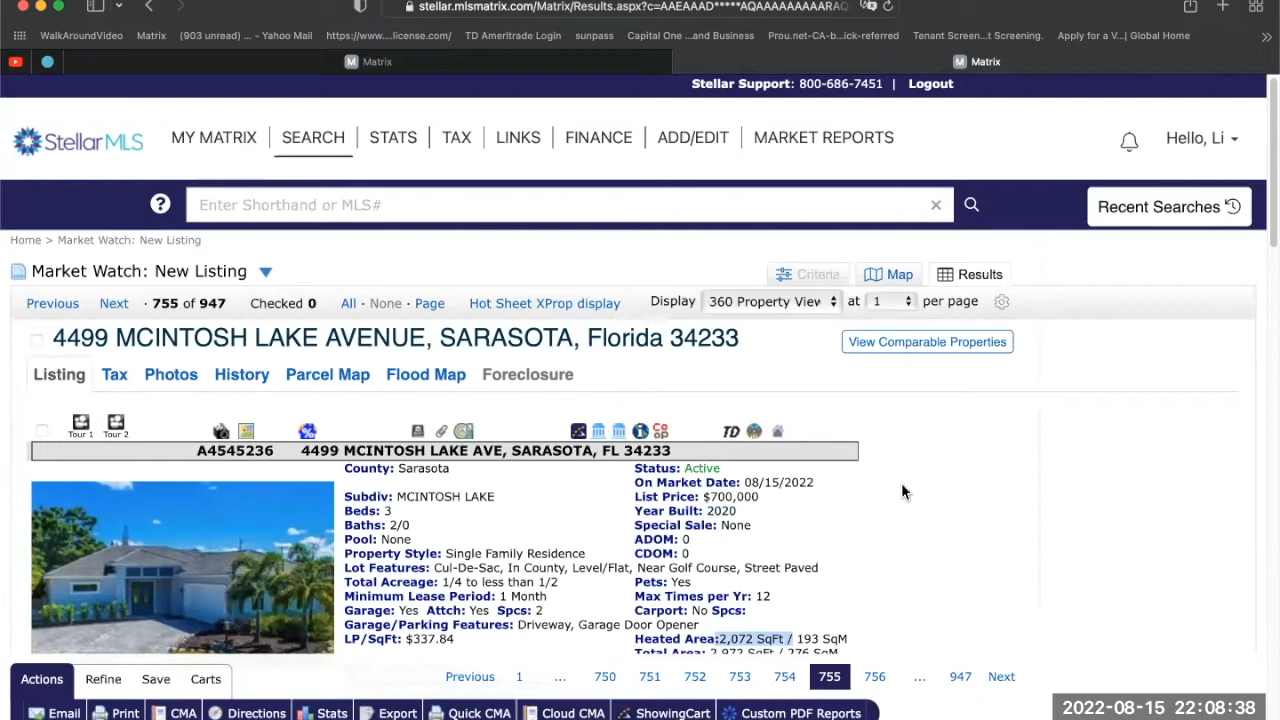 stellar.mlsmatrix.com/Matrix/Results.aspx?c=AAEAAAD*****AQAAAAAAAAARAQ
WalkAroundVideo Matrix (903 unread) ... - Yahoo Mail https://www....license.com/ TD Ameritrade Login sunpass Capital One ...and Business Prou.net-CA-b...ick-referred Tenant Screen...t Screening. Apply for a V...| Global Home
M Matrix M Matrix
Stellar Support: 800-686-7451 | Logout
StellarMLS MY MATRIX SEARCH STATS TAX LINKS FINANCE ADD/EDIT MARKET REPORTS Hello, Li
? Enter Shorthand or MLS# Recent Searches
Home > Market Watch: New Listing
Market Watch: New Listing Criteria Map Results
Previous Next · 755 of 947 Checked 0 All · None · Page Hot Sheet XProp display Display 360 Property View at 1 per page
4499 MCINTOSH LAKE AVENUE, SARASOTA, Florida 34233 View Comparable Properties
Listing Tax Photos History Parcel Map Flood Map Foreclosure
Tour 1 Tour 2 TD
A4545236 4499 MCINTOSH LAKE AVE, SARASOTA, FL 34233
County: Sarasota Status: Active
On Market Date: 08/15/2022
Subdiv: MCINTOSH LAKE List Price: $700,000
Beds: 3 Year Built: 2020
Baths: 2/0 Special Sale: None
Pool: None ADOM: 0
Property Style: Single Family Residence CDOM: 0
Lot Features: Cul-De-Sac, In County, Level/Flat, Near Golf Course, Street Paved
Total Acreage: 1/4 to less than 1/2 Pets: Yes
Minimum Lease Period: 1 Month Max Times per Yr: 12
Garage: Yes Attch: Yes Spcs: 2 Carport: No Spcs:
Garage/Parking Features: Driveway, Garage Door Opener
LP/SqFt: $337.84 Heated Area:2,072 SqFt / 193 SqM
Total Area: 2,972 SqFt / 276 SqM
Actions Refine Save Carts Previous 1 ... 750 751 752 753 754 755 756 ... 947 Next
Email Print CMA Directions Stats Export Quick CMA Cloud CMA ShowingCart Custom PDF Reports
2022-08-15 22:08:38